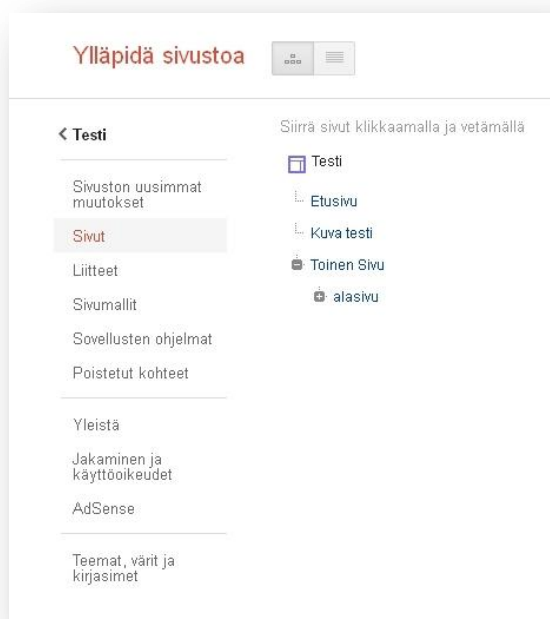 Ylläpidä sivustoa
Testi
Sivuston uusimmat
muutokset
Sivut
Liitteet
Sivumallit
Sovellusten ohjelmat
Poistetut kohteet
Yleistä
Jakaminen ja
käyttöoikeudet
AdSense
Teemat, värit ja
kirjasimet
Siirrä sivut klikkaamalla ja vetämällä
Testi
Etusivu
Kuva testi
Toinen Sivu
alasivu